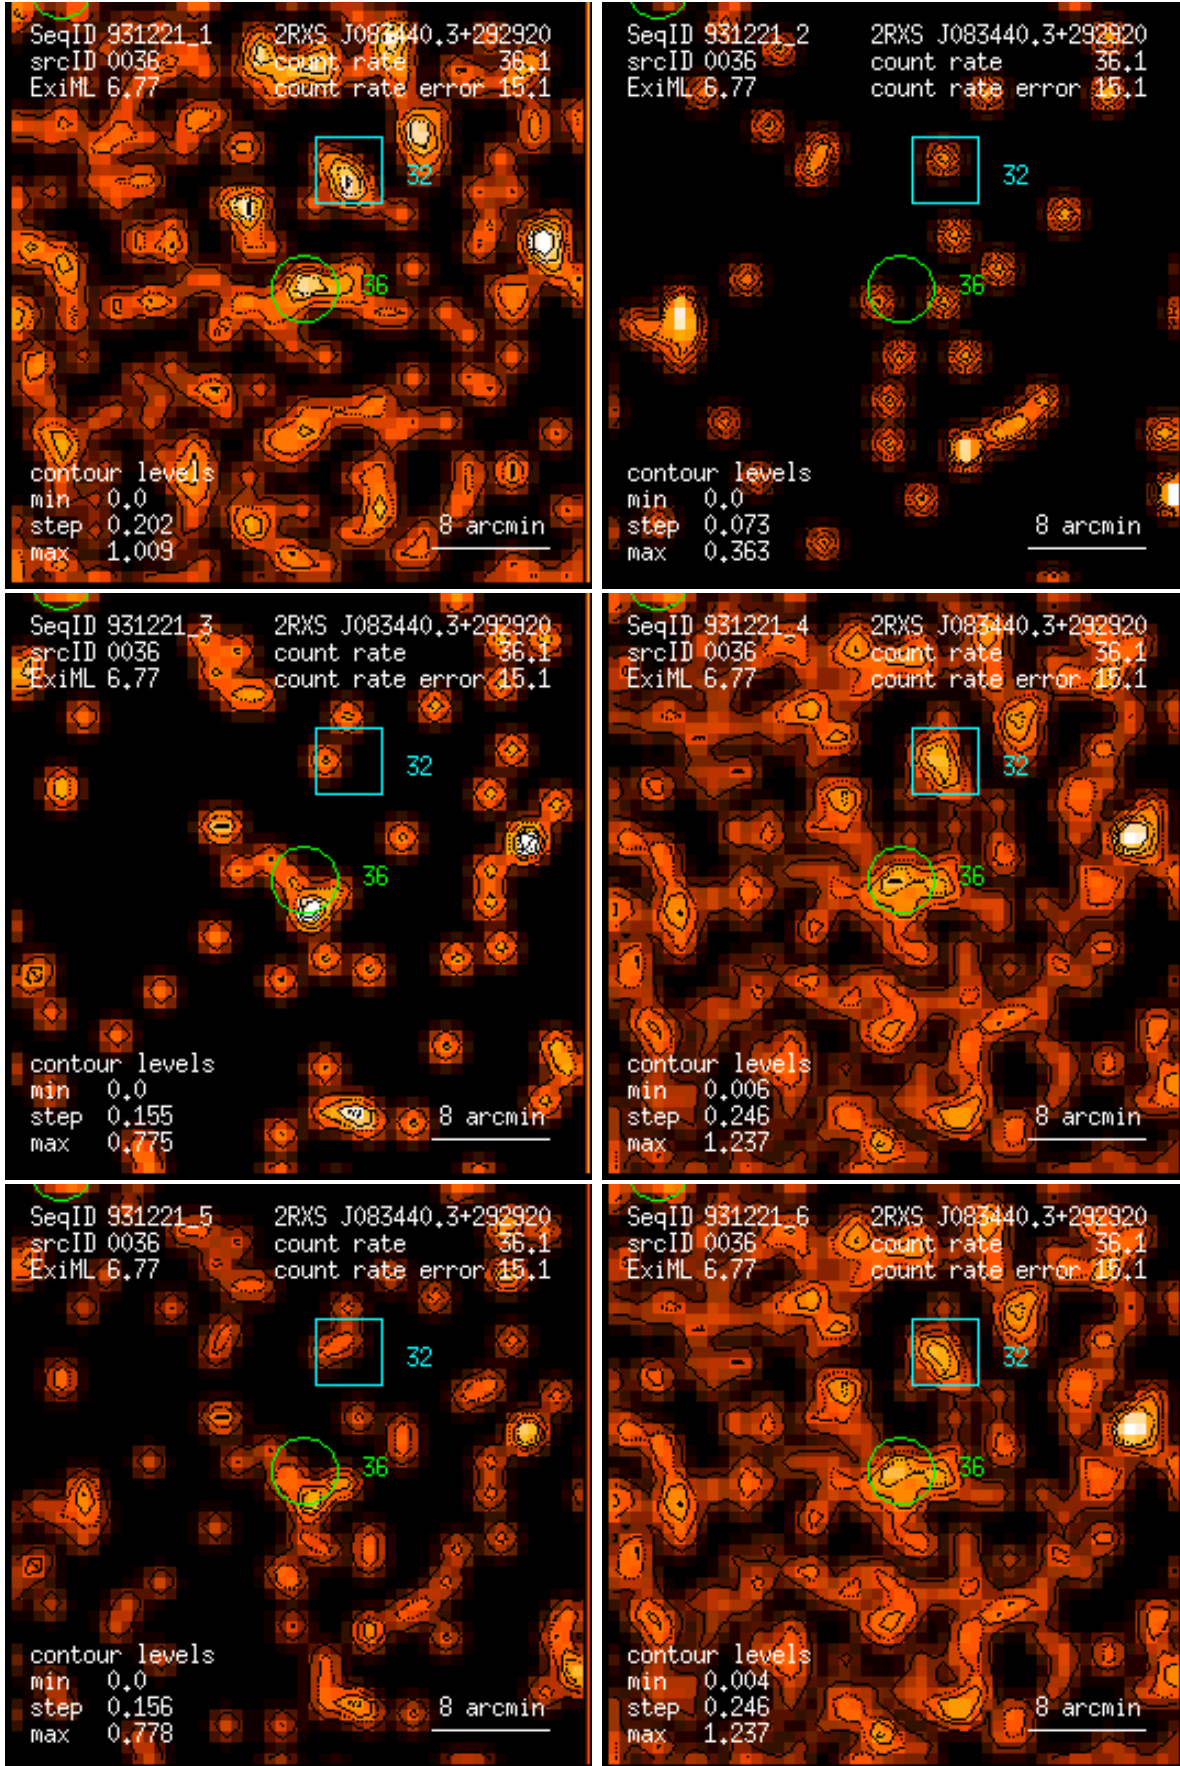 SeqID 931221_1 2RXS J083440.3+292920
srcID 0036 count rate 36.1
ExiML 6.77 count rate error 15.1
32
36
contour levels
min 0.0
step 0.202 8 arcmin
max 1.009
SeqID 931221_2 2RXS J083440.3+292920
srcID 0036 count rate 36.1
ExiML 6.77 count rate error 15.1
32
36
contour levels
min 0.0
step 0.073 8 arcmin
max 0.363
SeqID 931221_3 2RXS J083440.3+292920
srcID 0036 count rate 36.1
ExiML 6.77 count rate error 15.1
32
36
contour levels
min 0.0
step 0.155 8 arcmin
max 0.775
SeqID 931221_4 2RXS J083440.3+292920
srcID 0036 count rate 36.1
ExiML 6.77 count rate error 15.1
32
36
contour levels
min 0.006
step 0.246 8 arcmin
max 1.237
SeqID 931221_5 2RXS J083440.3+292920
srcID 0036 count rate 36.1
ExiML 6.77 count rate error 15.1
32
36
contour levels
min 0.0
step 0.156 8 arcmin
max 0.778
SeqID 931221_6 2RXS J083440.3+292920
srcID 0036 count rate 36.1
ExiML 6.77 count rate error 15.1
32
36
contour levels
min 0.004
step 0.246 8 arcmin
max 1.237